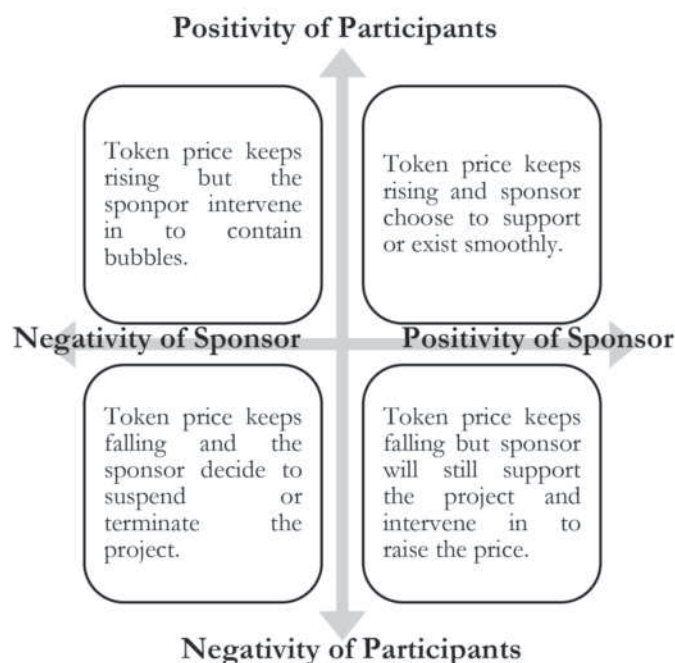 Positivity of Participants
Token price keeps
rising but the
sponpor intervene
in to contain
bubbles.
Token price keeps
rising and sponsor
choose to support
or exist smoothly.
Negativity of Sponsor
Positivity of Sponsor
Token price keeps
falling and the
sponsor decide to
suspend or
terminate the
project.
Token price keeps
falling but sponsor
will still support
the project and
intervene in to
raise the price.
Negativity of Participants